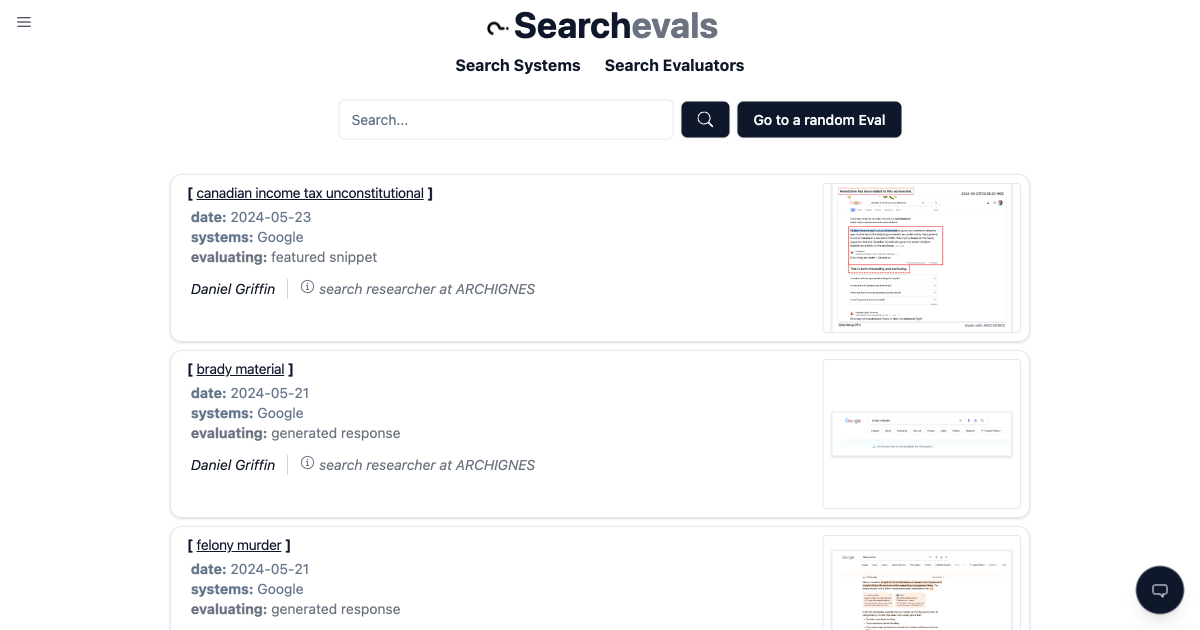 Searchevals
Search Systems Search Evaluators
Search... Go to a random Eval
[ canadian income tax unconstitutional ]
date: 2024-05-23
systems: Google
evaluating: featured snippet
Daniel Griffin search researcher at ARCHIGNES
Annotation has been added to this screenshot.
This is both misleading and confusing.
Made with ARCHIGNES
[ brady material ]
date: 2024-05-21
systems: Google
evaluating: generated response
Daniel Griffin search researcher at ARCHIGNES
Google
brady material
[ felony murder ]
date: 2024-05-21
systems: Google
evaluating: generated response
Google